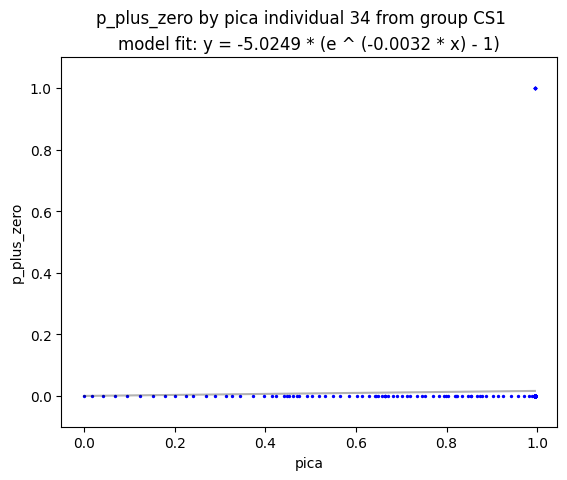 p_plus_zero by pica individual 34 from group CS1
model fit: y = -5.0249 * (e ^ (-0.0032 * x) - 1)
1.0
0.8
0.6
0.4
0.2
0.0
p_plus_zero
0.0 0.2 0.4 0.6 0.8 1.0
pica